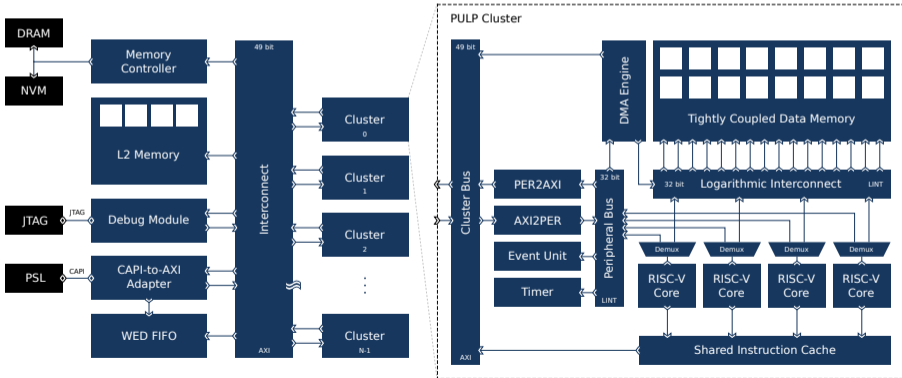 DRAM
NVM
Memory
Controller
L2 Memory
JTAG
JTAG
Debug Module
PSL
CAPI
CAPI-to-AXI
Adapter
WED FIFO
49 bit
Interconnect
AXI
Cluster
0
Cluster
1
Cluster
2
Cluster
N-1
PULP Cluster
49 bit
Cluster Bus
AXI
DMA Engine
Tightly Coupled Data Memory
32 bit
Logarithmic Interconnect
LINT
PER2AXI
AXI2PER
Event Unit
Timer
32 bit
Peripheral Bus
LINT
Demux
Demux
Demux
Demux
RISC-V
Core
RISC-V
Core
RISC-V
Core
RISC-V
Core
Shared Instruction Cache